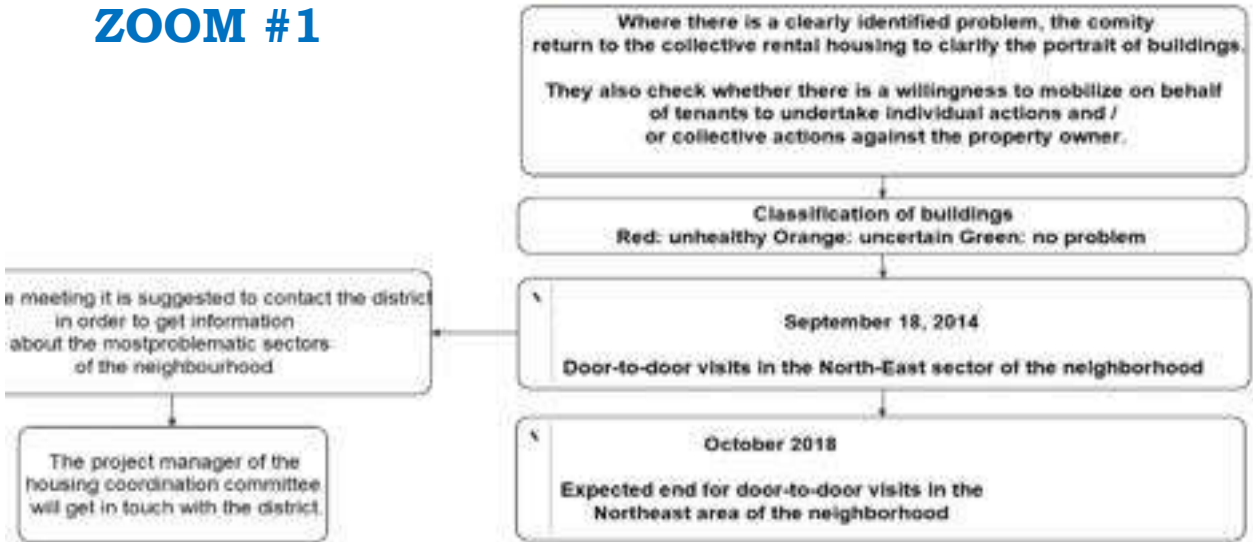 ZOOM #1
Where there is a clearly identified problem, the comity
return to the collective rental housing to clarify the portrait of buildings.
They also check whether there is a willingness to mobilize on behalf
of tenants to undertake individual actions and /
or collective actions against the property owner.
Classification of buildings
Red: unhealthy Orange: uncertain Green: no problem
September 18, 2014
Door-to-door visits in the North-East sector of the neighborhood
e meeting it is suggested to contact the district
in order to get information
about the mostproblematic sectors
of the neighbourhood
The project manager of the
housing coordination committee
will get in touch with the district.
October 2018
Expected end for door-to-door visits in the
Northeast area of the neighborhood